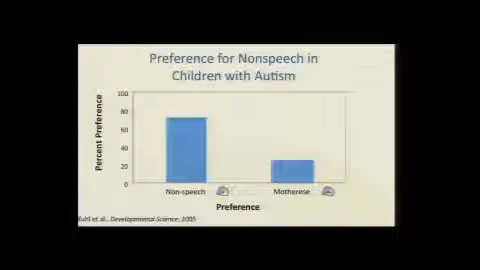 Preference for Nonspeech in
Children with Autism
100
80
60
40
20
0
Percent Preference
Non-speech
Motherese
Preference
Kuhl et al., Developmental Science, 2005